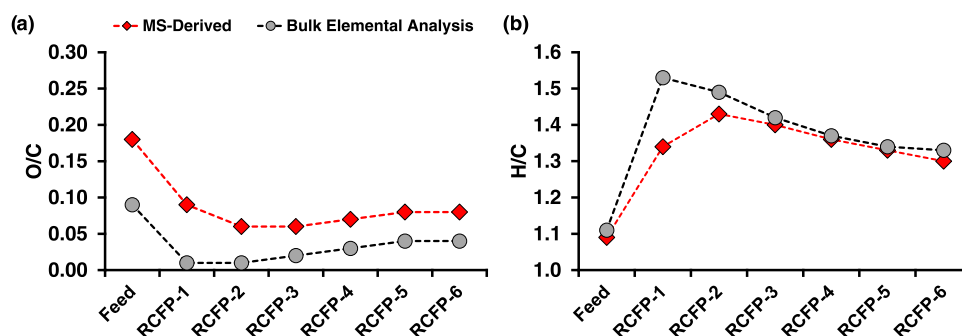 (a)
MS-Derived
Bulk Elemental Analysis
O/C
0.30
0.25
0.20
0.15
0.10
0.05
0.00
Feed
RCFP-1
RCFP-2
RCFP-3
RCFP-4
RCFP-5
RCFP-6
(b)
H/C
1.6
1.5
1.4
1.3
1.2
1.1
1.0
Feed
RCFP-1
RCFP-2
RCFP-3
RCFP-4
RCFP-5
RCFP-6